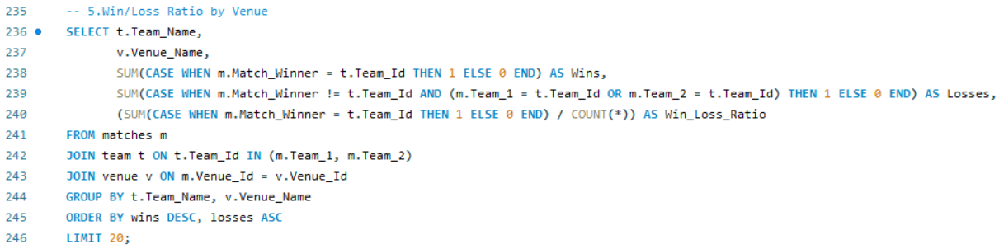 235 -- 5.Win/Loss Ratio by Venue
236 SELECT t.Team_Name,
237 v.Venue_Name,
238 SUM(CASE WHEN m.Match_Winner = t.Team_Id THEN 1 ELSE 0 END) AS Wins,
239 SUM(CASE WHEN m.Match_Winner != t.Team_Id AND (m.Team_1 = t.Team_Id OR m.Team_2 = t.Team_Id) THEN 1 ELSE 0 END) AS Losses,
240 (SUM(CASE WHEN m.Match_Winner = t.Team_Id THEN 1 ELSE 0 END) / COUNT(*)) AS Win_Loss_Ratio
241 FROM matches m
242 JOIN team t ON t.Team_Id IN (m.Team_1, m.Team_2)
243 JOIN venue v ON m.Venue_Id = v.Venue_Id
244 GROUP BY t.Team_Name, v.Venue_Name
245 ORDER BY wins DESC, losses ASC
246 LIMIT 20;